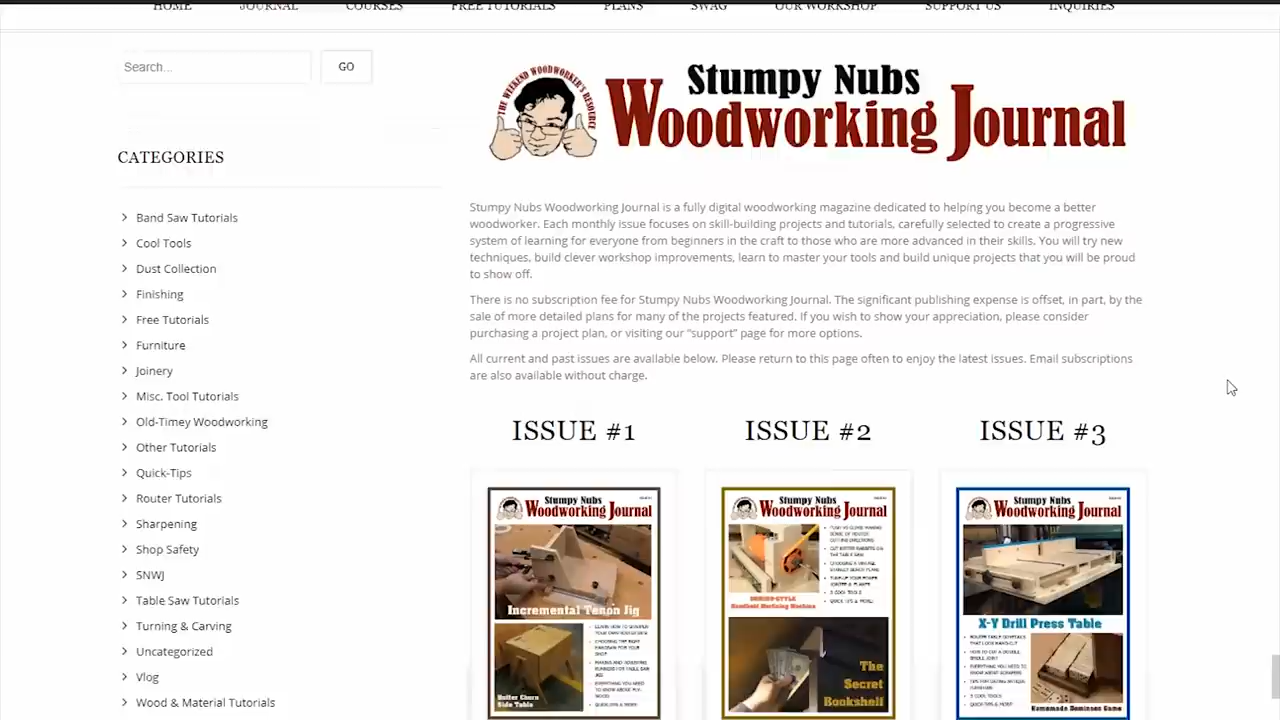 HOME JOURNAL COURSES FREE TUTORIALS PLANS SWAG OUR WORKSHOP SUPPORT US INQUIRIES
Search...
GO
CATEGORIES
Band Saw Tutorials
Cool Tools
Dust Collection
Finishing
Free Tutorials
Furniture
Joinery
Misc. Tool Tutorials
Old-Timey Woodworking
Other Tutorials
Quick-Tips
Router Tutorials
Sharpening
Shop Safety
SNWJ
Table Saw Tutorials
Turning & Carving
Uncategorized
Vlog
Wood & Material Tutorials
THE WEEKEND WOODWORKER'S RESOURCE
Stumpy Nubs
Woodworking Journal
Stumpy Nubs Woodworking Journal is a fully digital woodworking magazine dedicated to helping you become a better
woodworker. Each monthly issue focuses on skill-building projects and tutorials, carefully selected to create a progressive
system of learning for everyone from beginners in the craft to those who are more advanced in their skills. You will try new
techniques, build clever workshop improvements, learn to master your tools and build unique projects that you will be proud
to show off.
There is no subscription fee for Stumpy Nubs Woodworking Journal. The significant publishing expense is offset, in part, by the
sale of more detailed plans for many of the projects featured. If you wish to show your appreciation, please consider
purchasing a project plan, or visiting our “support” page for more options.
All current and past issues are available below. Please return to this page often to enjoy the latest issues. Email subscriptions
are also available without charge.
ISSUE #1
Stumpy Nubs
Woodworking Journal
Incremental Tenon Jig
Butter Churn
Side Table
ISSUE #2
Stumpy Nubs
Woodworking Journal
The
Secret
Bookshelf
ISSUE #3
Stumpy Nubs
Woodworking Journal
X-Y Drill Press Table
Homemade Dominoes Game